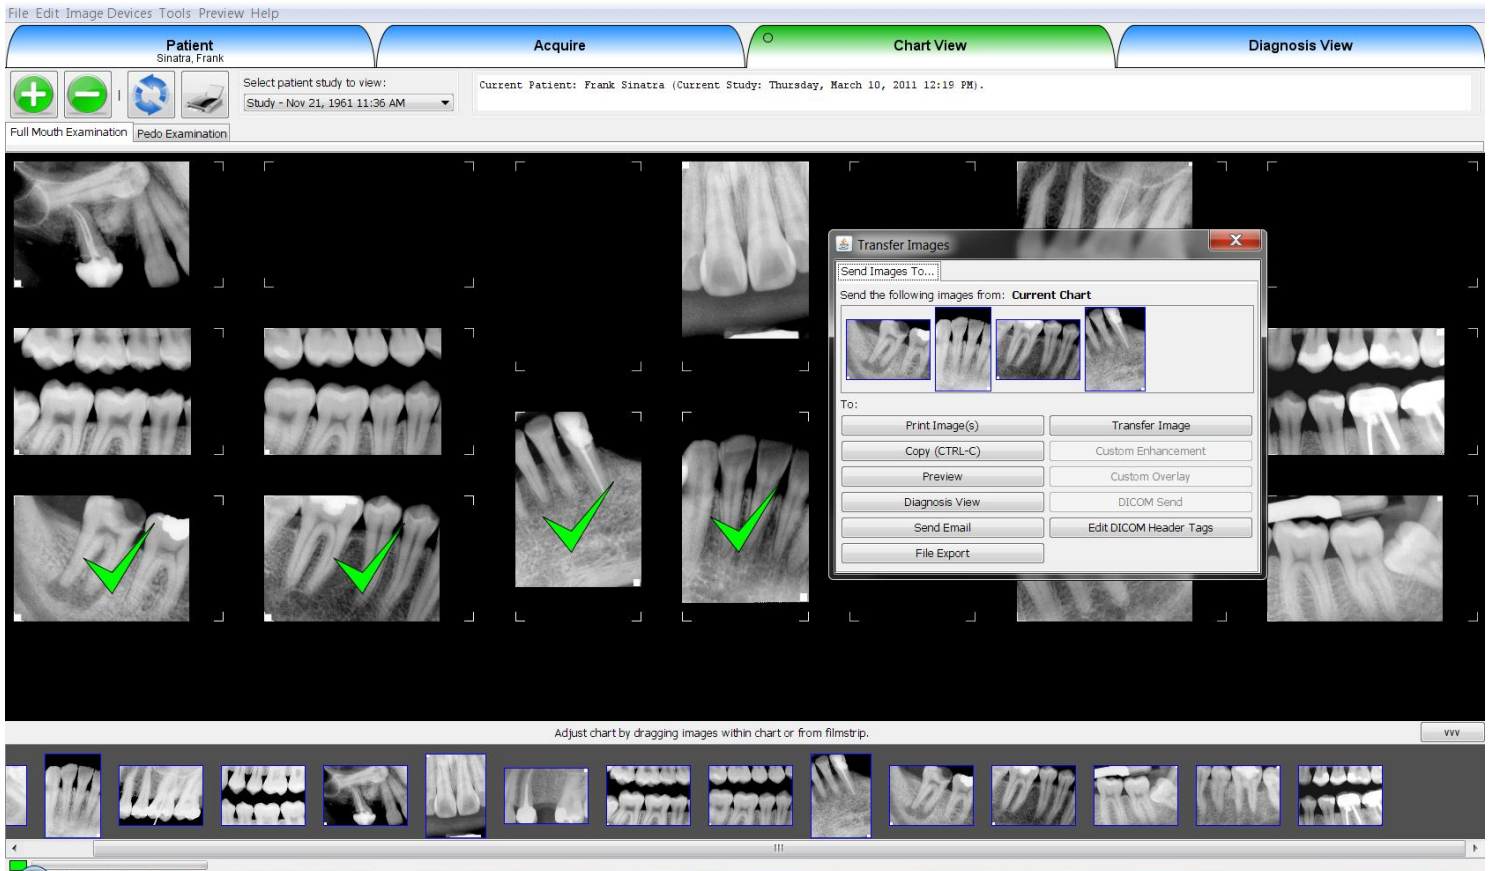 File Edit Image Devices Tools Preview Help
Patient
Sinatra, Frank
Acquire
Chart View
Diagnosis View
Select patient study to view:
Study - Nov 21, 1961 11:36 AM
Current Patient: Frank Sinatra (Current Study: Thursday, March 10, 2011 12:19 PM).
Full Mouth Examination
Pedo Examination
Transfer Images
Send Images To...
Send the following images from: Current Chart
To:
Print Image(s)
Transfer Image
Copy (CTRL-C)
Custom Enhancement
Preview
Custom Overlay
Diagnosis View
DICOM Send
Send Email
Edit DICOM Header Tags
File Export
Adjust chart by dragging images within chart or from filmstrip.
vvv